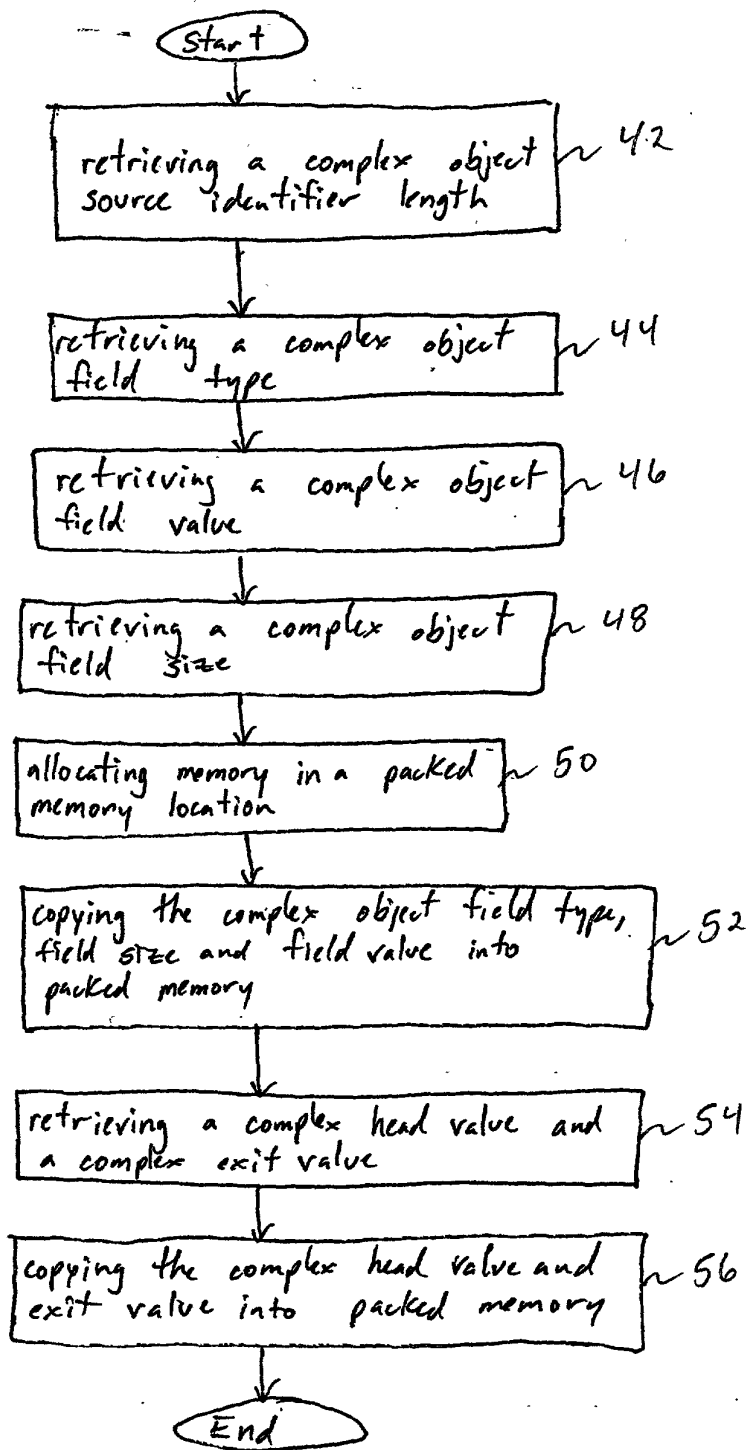 start
retrieving a complex object
source identifier length
42
retrieving a complex object
field type
44
retrieving a complex object
field value
46
retrieving a complex object
field size
48
allocating memory in a packed
memory location
50
copying the complex object field type,
field size and field value into
packed memory
52
retrieving a complex head value and
a complex exit value
54
copying the complex head value and
exit value into packed memory
56
End